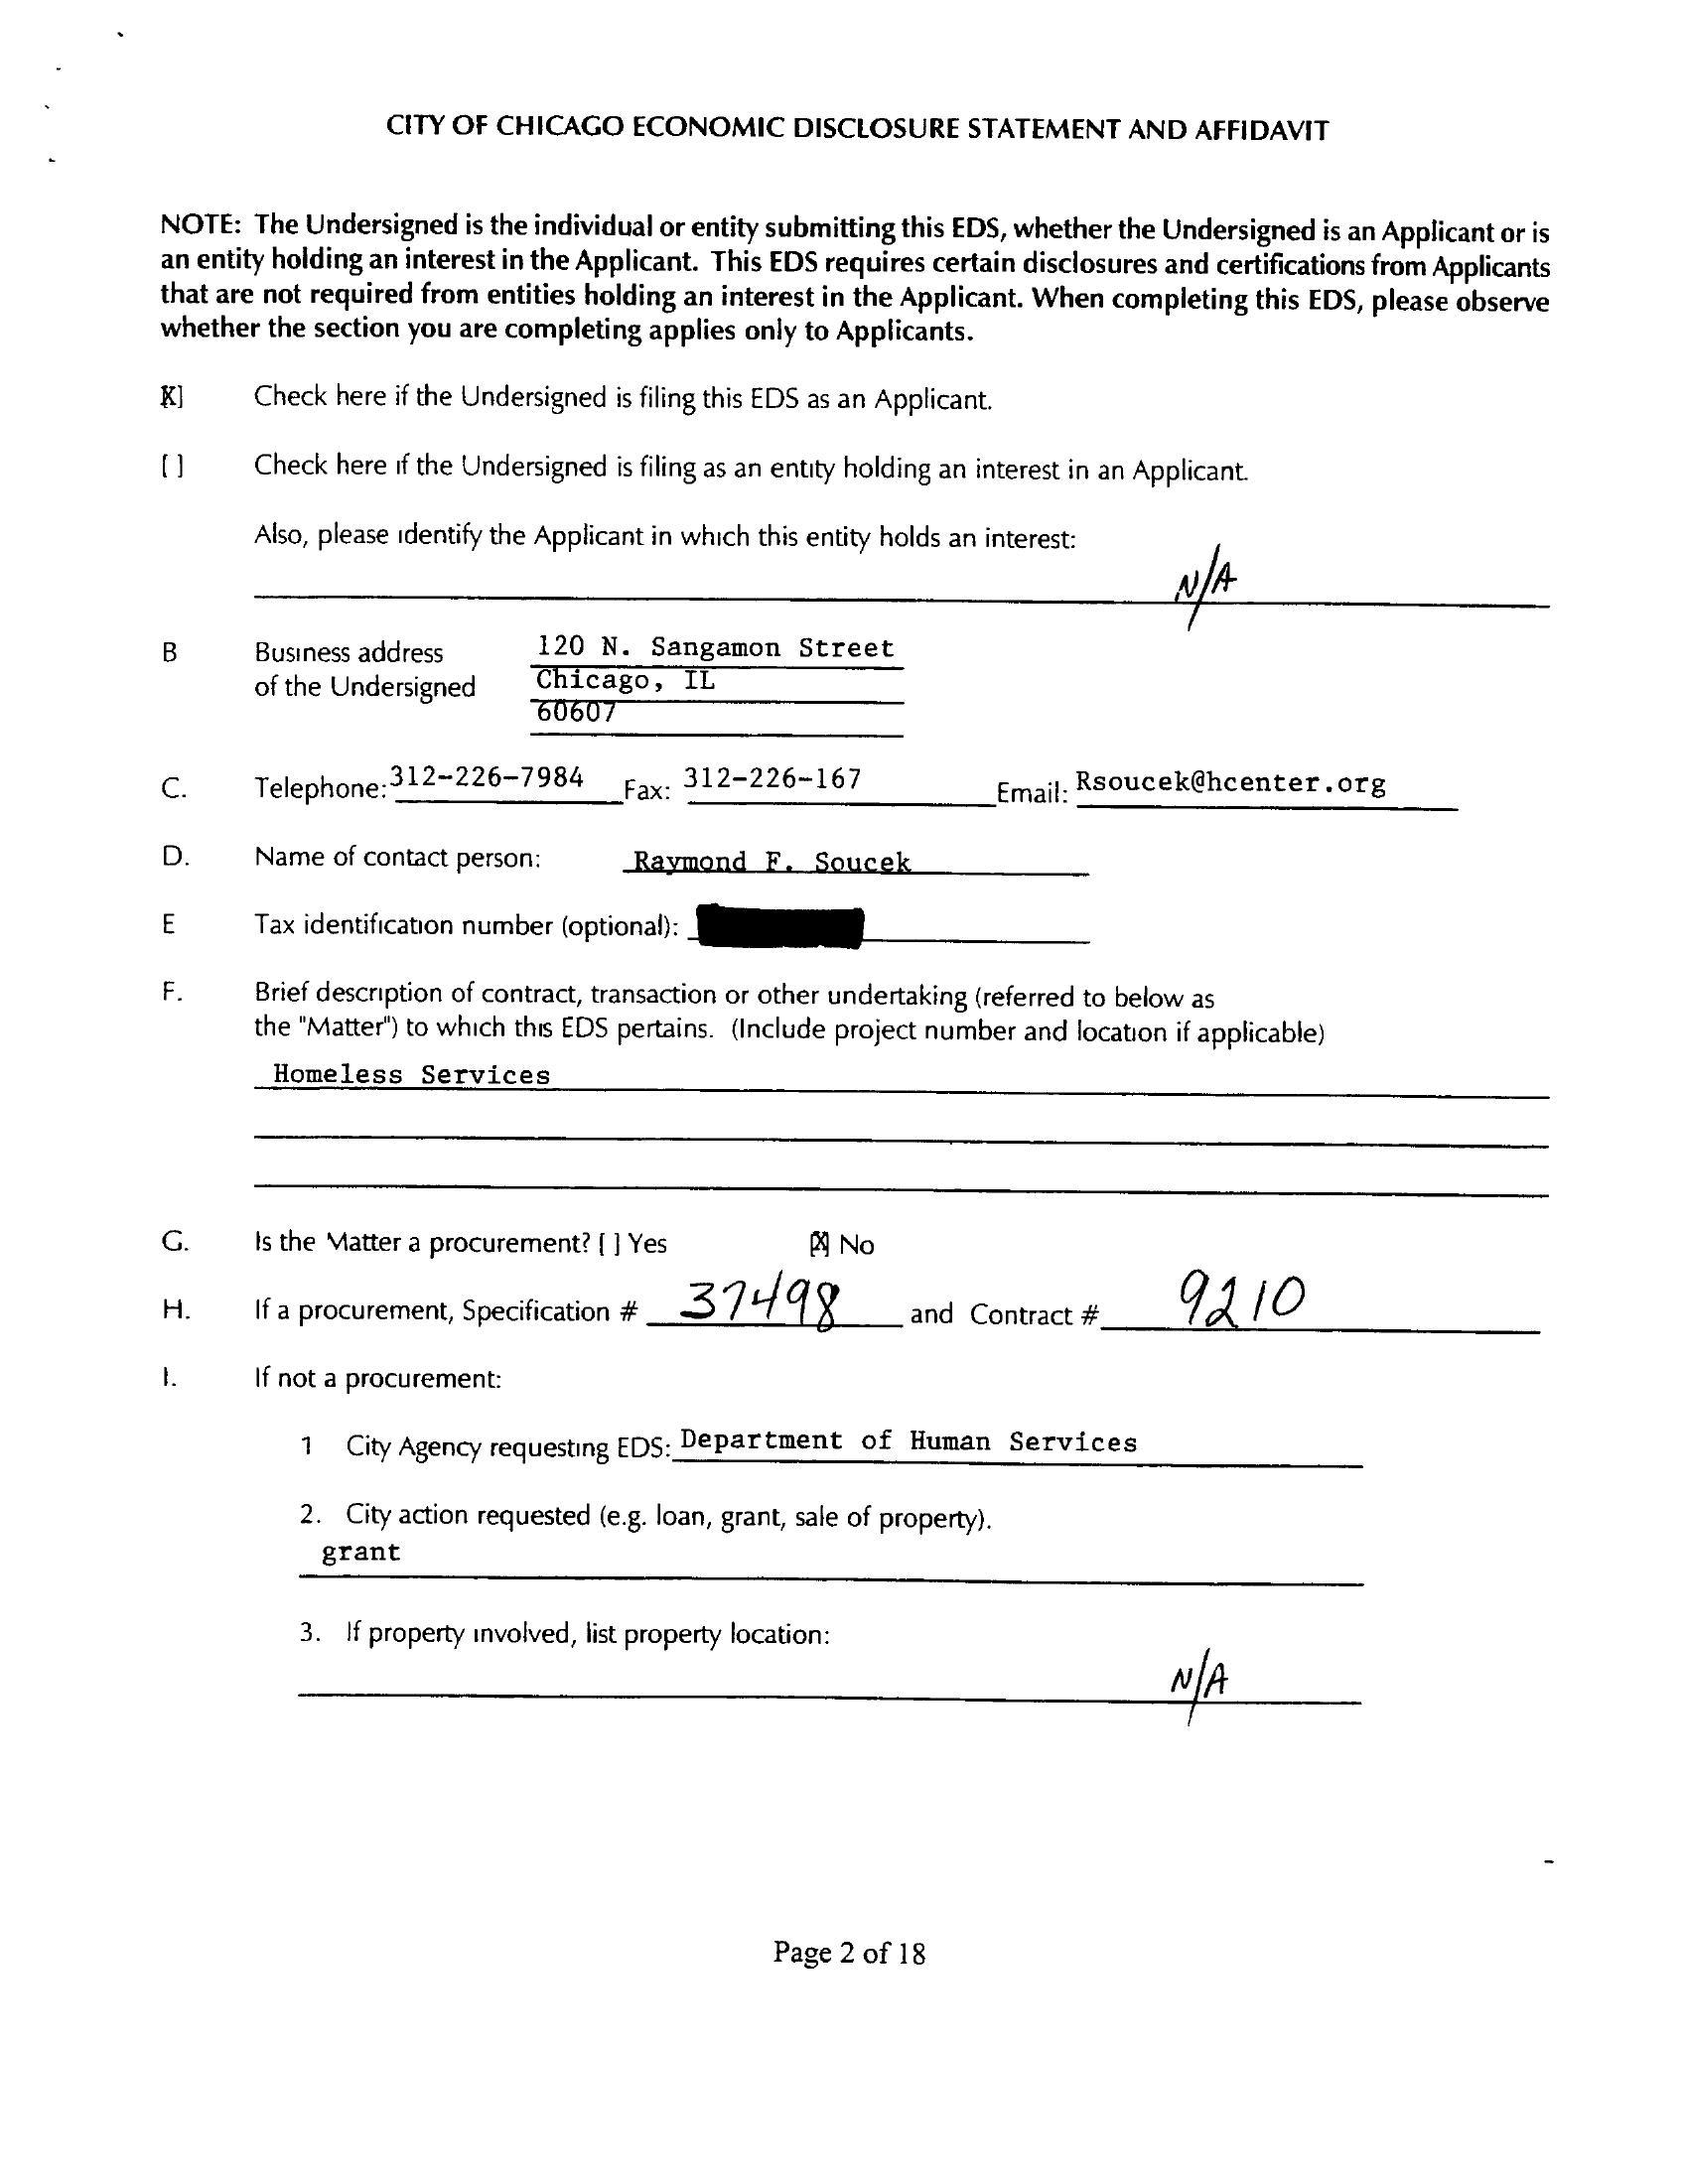 CITY OF CHICAGO ECONOMIC DISCLOSURE STATEMENT AND AFFIDAVIT
NOTE: The Undersigned is the individual or entity submitting this EDS, whether the Undersigned is an Applicant or is
an entity holding an interest in the Applicant. This EDS requires certain disclosures and certifications from Applicants
that are not required from entities holding an interest in the Applicant. When completing this EDS, please observe
whether the section you are completing applies only to Applicants.
[X] Check here if the Undersigned is filing this EDS as an Applicant.
[ ] Check here if the Undersigned is filing as an entity holding an interest in an Applicant.
Also, please identify the Applicant in which this entity holds an interest:
N/A
B Business address 120 N. Sangamon Street
of the Undersigned Chicago, IL
60607
C. Telephone: 312-226-7984 Fax: 312-226-167 Email: Rsoucek@hcenter.org
D. Name of contact person: Raymond F. Soucek
E Tax identification number (optional):
F. Brief description of contract, transaction or other undertaking (referred to below as
the "Matter") to which this EDS pertains. (Include project number and location if applicable)
Homeless Services
G. Is the Matter a procurement? [ ] Yes [X] No
H. If a procurement, Specification # 37498 and Contract # 9210
I. If not a procurement:
1 City Agency requesting EDS: Department of Human Services
2. City action requested (e.g. loan, grant, sale of property).
grant
3. If property involved, list property location:
N/A
Page 2 of 18